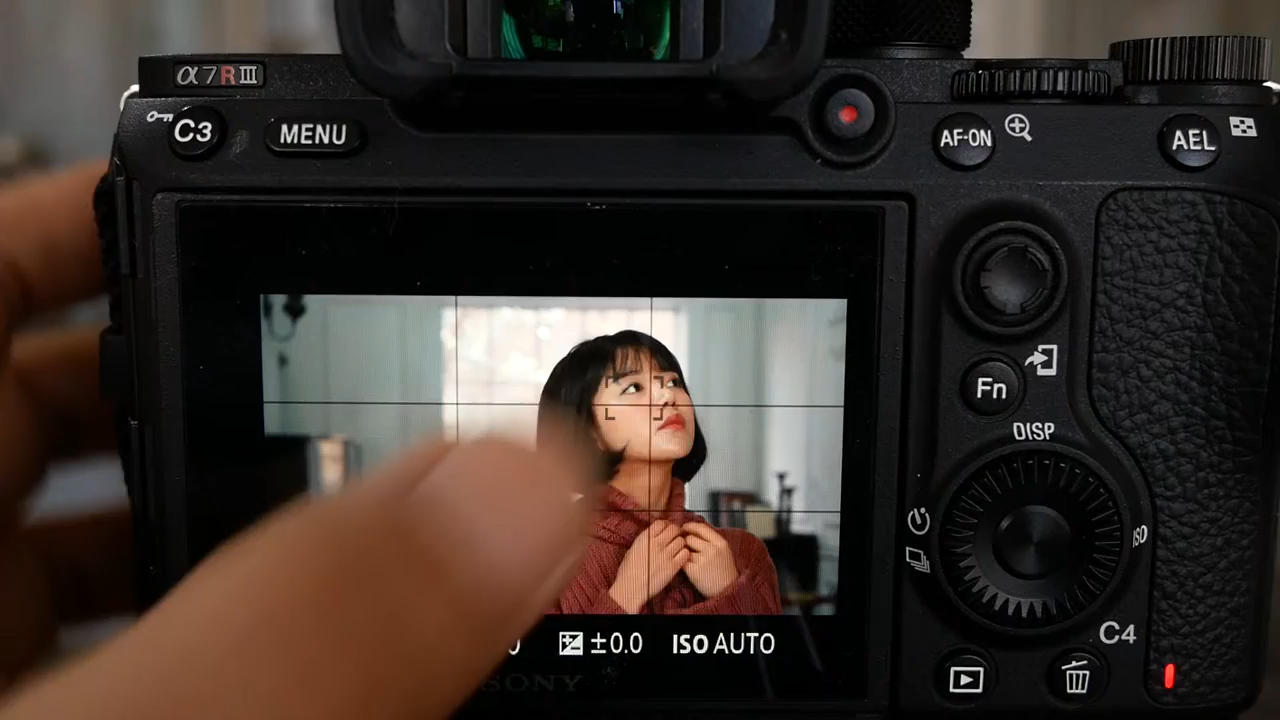 α7RIII
C3 MENU AF-ON AEL
Fn
DISP
ISO
±0.0 ISO AUTO
C4
SONY